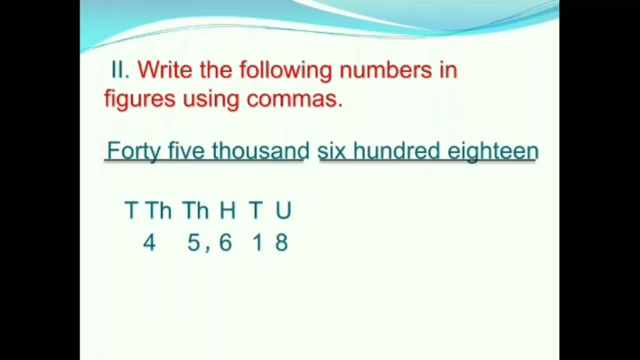 II. Write the following numbers in
figures using commas.
Forty five thousand six hundred eighteen
T Th Th H T U
4 5,6 1 8